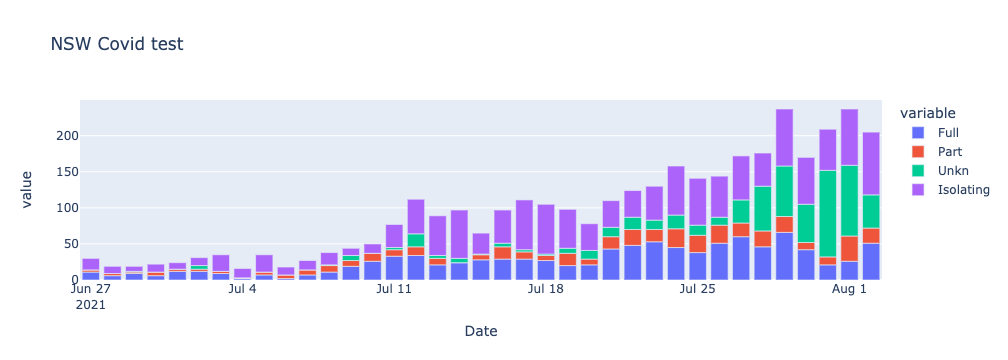 NSW Covid test
variable
Full
Part
Unkn
Isolating
value
200
150
100
50
0
Jun 27
2021
Jul 4
Jul 11
Jul 18
Jul 25
Aug 1
Date